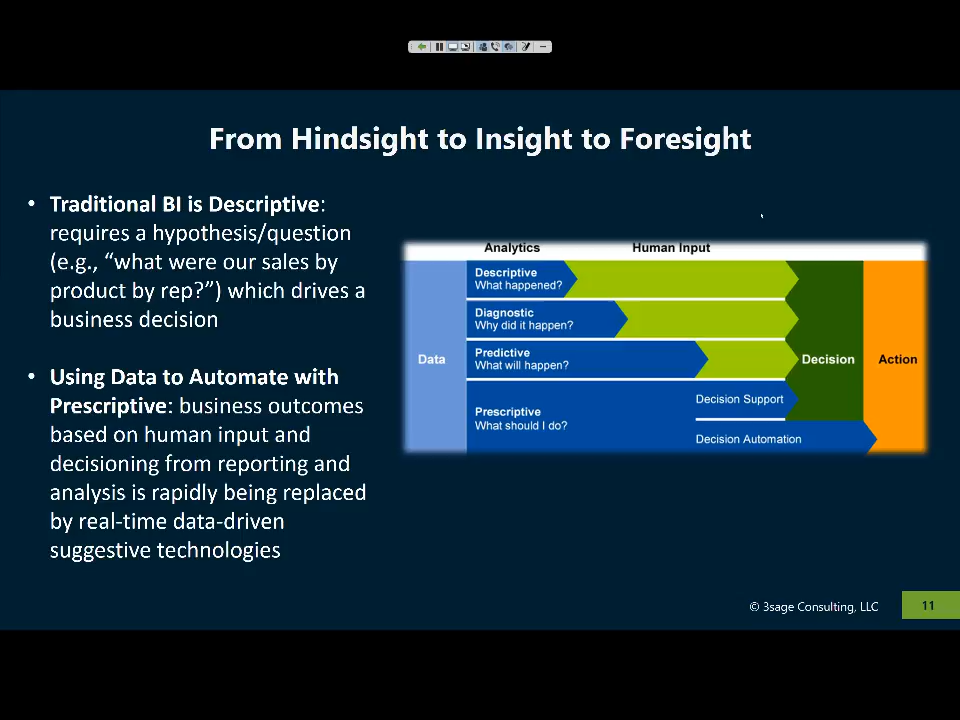 From Hindsight to Insight to Foresight
• Traditional BI is Descriptive:
requires a hypothesis/question
(e.g., “what were our sales by
product by rep?”) which drives a
business decision
• Using Data to Automate with
Prescriptive: business outcomes
based on human input and
decisioning from reporting and
analysis is rapidly being replaced
by real-time data-driven
suggestive technologies
Analytics
Human Input
Data
Descriptive
What happened?
Diagnostic
Why did it happen?
Predictive
What will happen?
Prescriptive
What should I do?
Decision Support
Decision Automation
Decision
Action
© 3sage Consulting, LLC
11